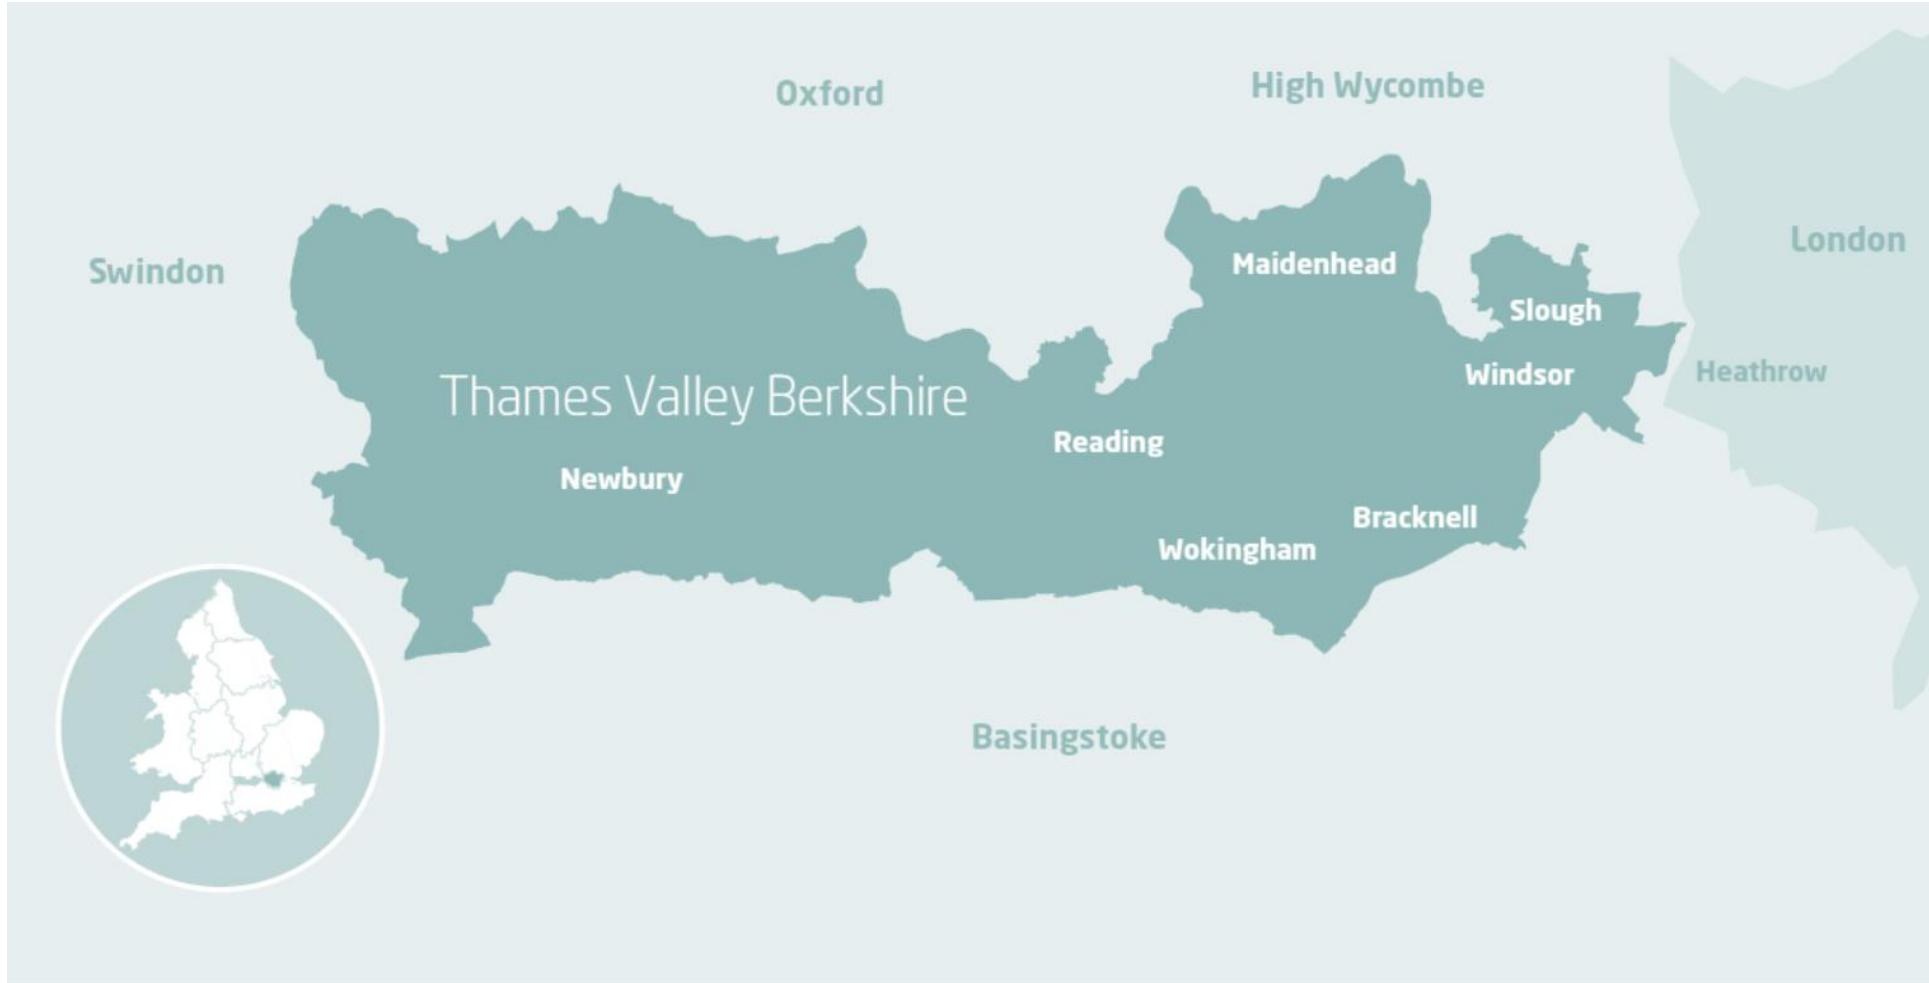 High Wycombe
Oxford
London
Maidenhead
Swindon
Slough
Heathrow
Windsor
Thames Valley Berkshire
Reading
Newbury
Bracknell
Wokingham
Basingstoke